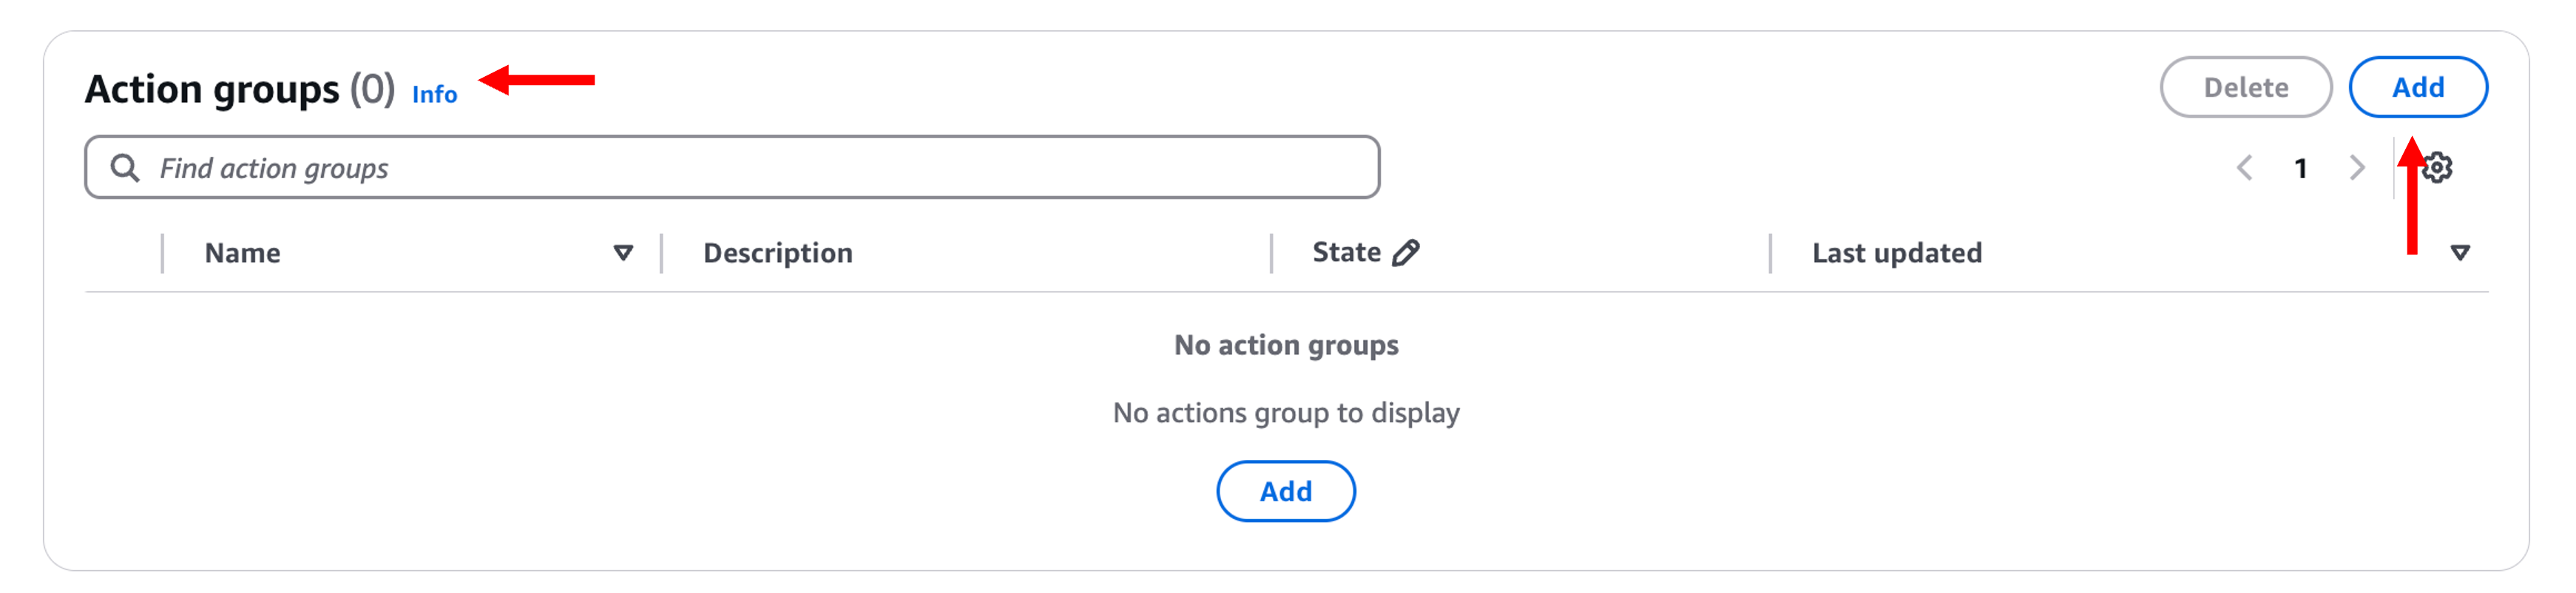 Action groups (0) Info
Delete
Add
Find action groups
1
Name
Description
State
Last updated
No action groups
No actions group to display
Add